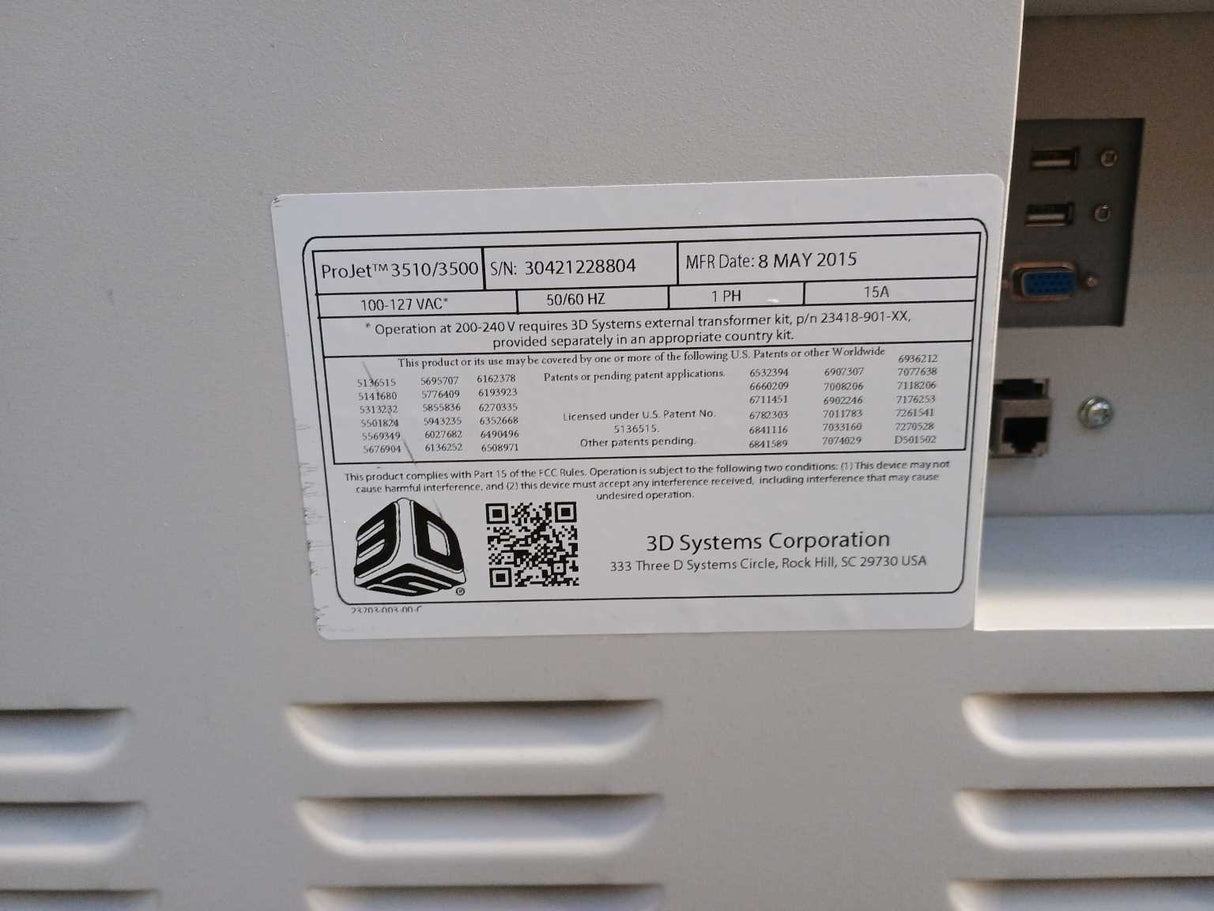 ProJet™ 3510/3500 S/N: 30421228804 MFR Date: 8 MAY 2015
100-127 VAC* 50/60 HZ 1 PH 15A
* Operation at 200-240 V requires 3D Systems external transformer kit, p/n 23418-901-XX,
provided separately in an appropriate country kit.
This product or its use may be covered by one or more of the following U.S. Patents or other Worldwide
Patents or pending patent applications.
5136515 5695707 6162378
5141680 5776409 6193923
5313232 5855836 6270335
5501824 5943235 6352668
5569349 6027682 6490496
5676904 6136252 6508971
Licensed under U.S. Patent No.
5136515.
Other patents pending.
6936212
6532394 6907307 7077638
6660209 7008206 7118206
6711451 6902246 7176253
6782303 7011783 7261541
6841116 7033160 7270528
6841589 7074029 D501502
This product complies with Part 15 of the FCC Rules. Operation is subject to the following two conditions: (1) This device may not
cause harmful interference, and (2) this device must accept any interference received, including interference that may cause
undesired operation.
3DS®
3D Systems Corporation
333 Three D Systems Circle, Rock Hill, SC 29730 USA
23703-003-00-C